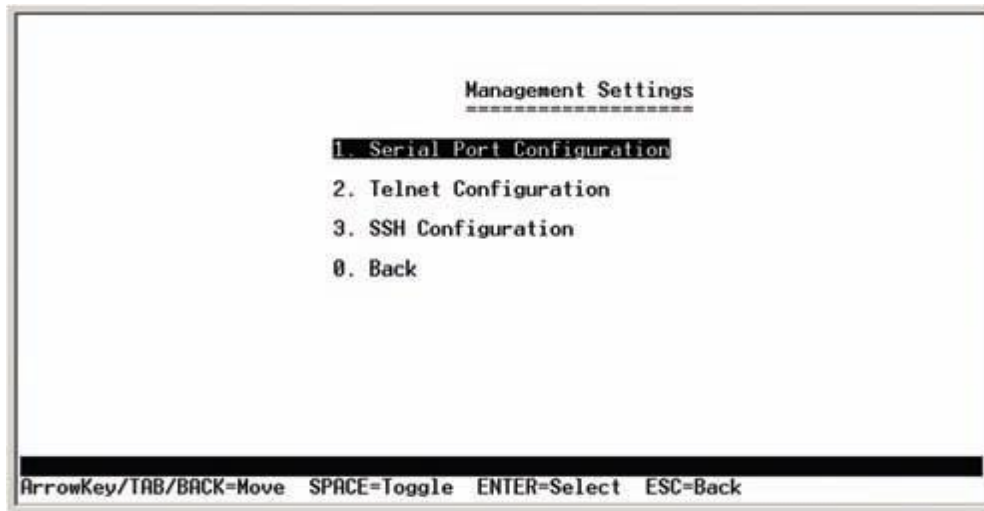 Management Settings
=====================
1. Serial Port Configuration
2. Telnet Configuration
3. SSH Configuration
0. Back
ArrowKey/TAB/BACK=Move  SPACE=Toggle  ENTER=Select  ESC=Back